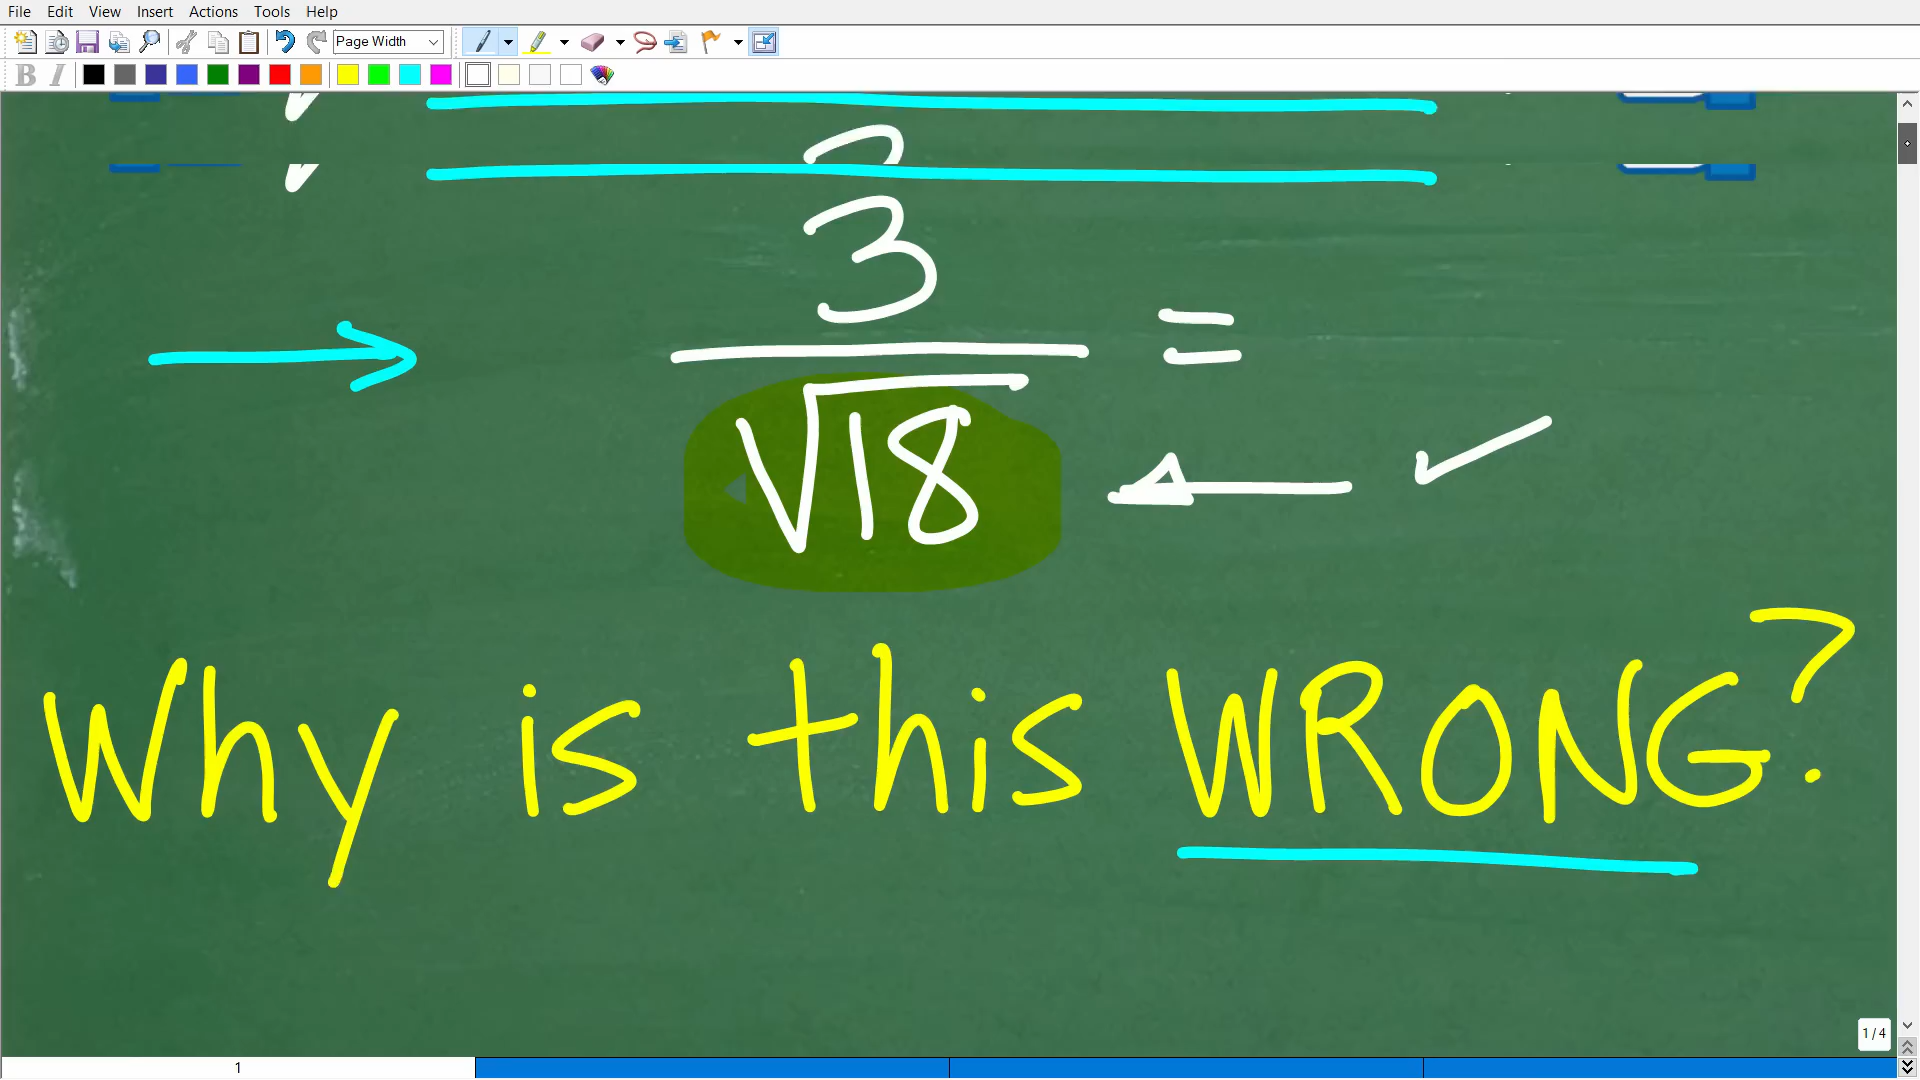 File Edit View Insert Actions Tools Help
Page Width
B I
3
=
√18
Why is this WRONG?
1 / 4
1